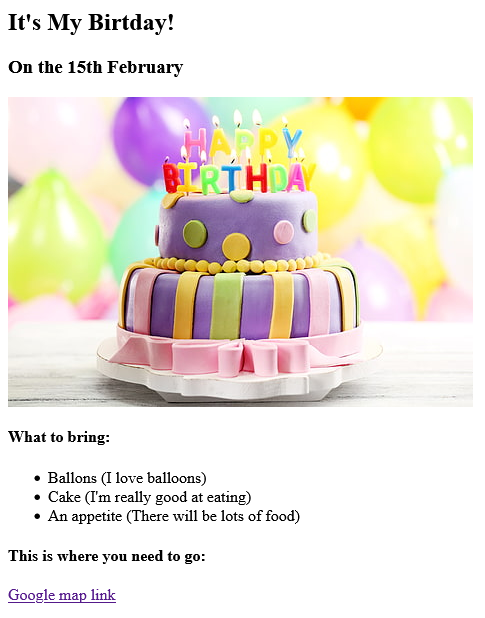 It's My Birtday!
On the 15th February
HAPPY
BIRTHDAY
What to bring:
Ballons (I love balloons)
Cake (I'm really good at eating)
An appetite (There will be lots of food)
This is where you need to go:
Google map link